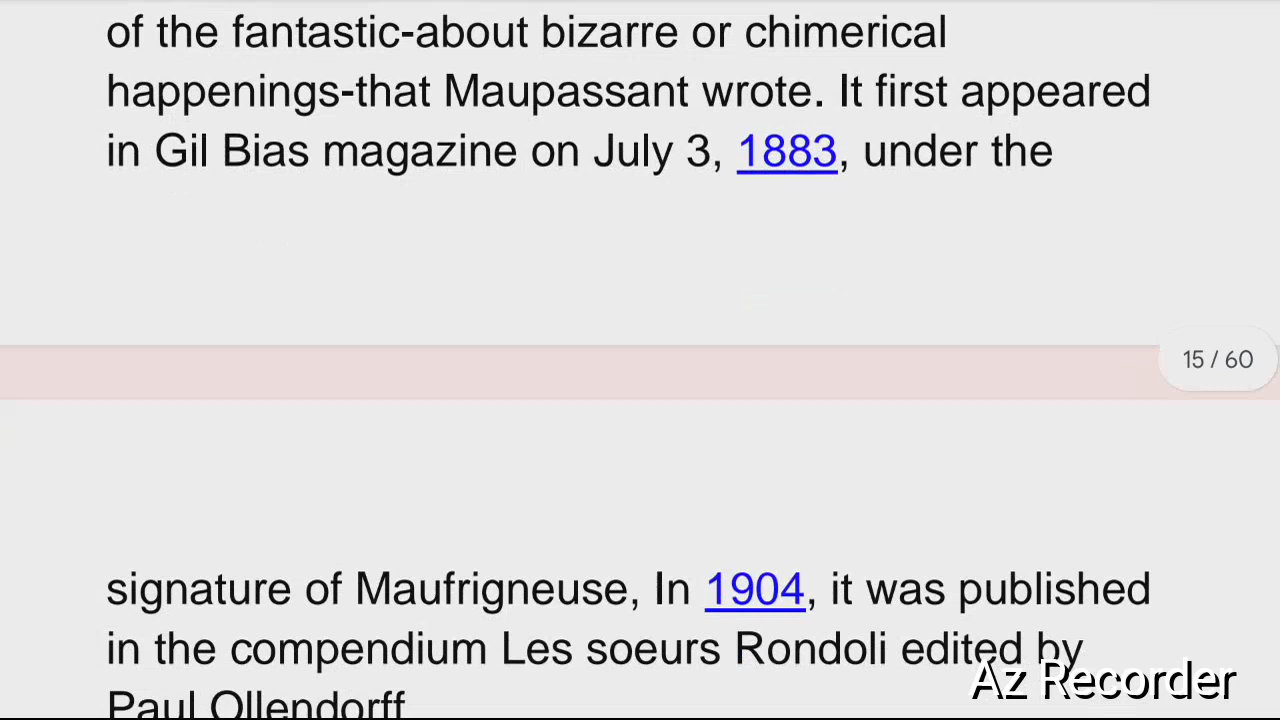 of the fantastic-about bizarre or chimerical
happenings-that Maupassant wrote. It first appeared
in Gil Bias magazine on July 3, 1883, under the
15 / 60
signature of Maufrigneuse, In 1904, it was published
in the compendium Les soeurs Rondoli edited by
Paul Ollendorff
Az Recorder